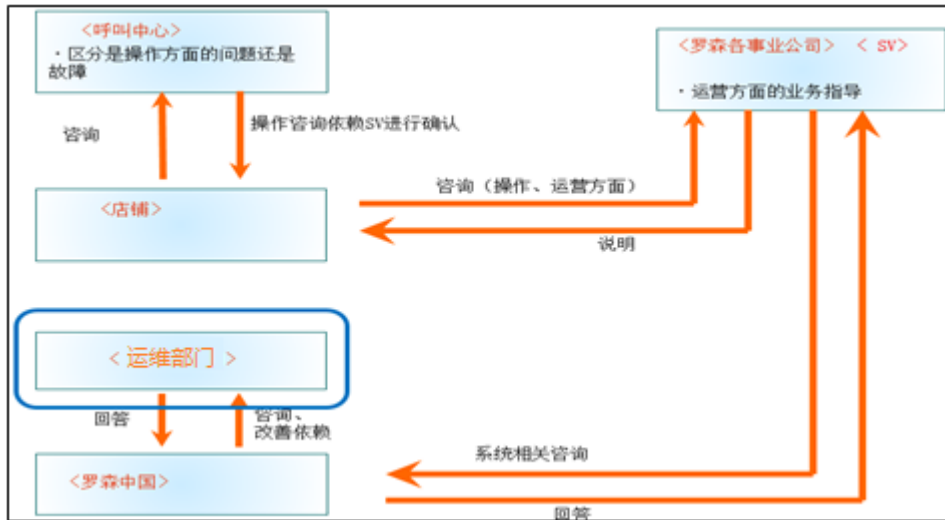 <呼叫中心>
·区分是操作方面的问题还是
故障
<罗森各事业公司> < SV>
·运营方面的业务指导
咨询
操作咨询依赖SV进行确认
咨询（操作、运营方面）
<店铺>
说明
< 运维部门 >
回答
咨询、
改善依赖
系统相关咨询
<罗森中国>
回答